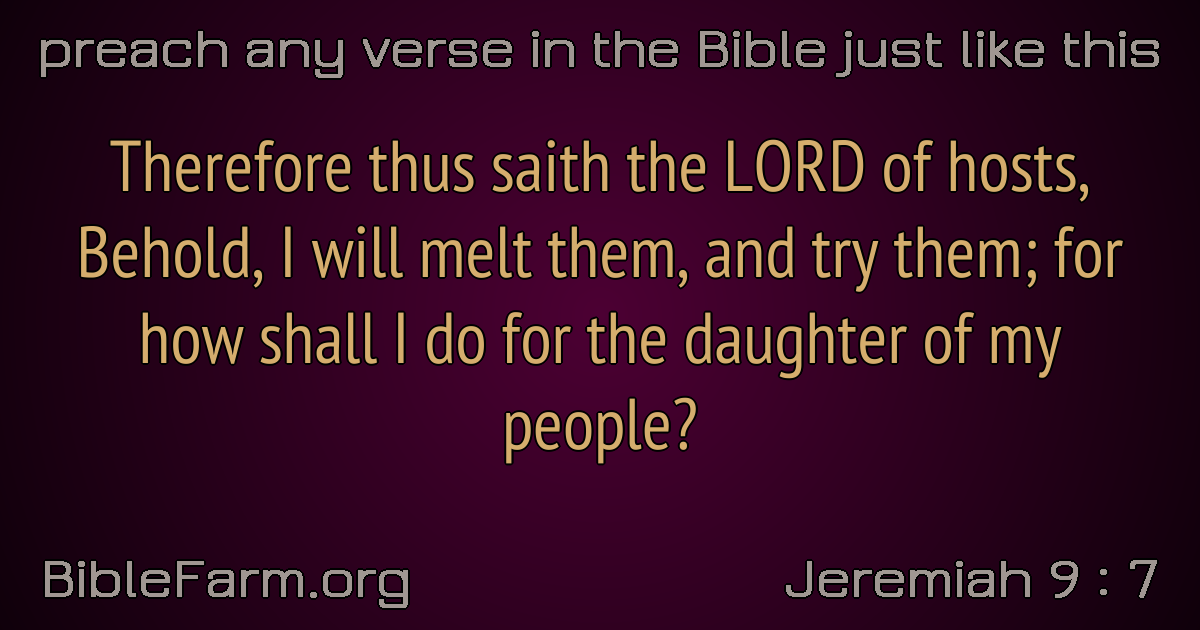 preach any verse in the Bible just like this
Therefore thus saith the LORD of hosts,
Behold, I will melt them, and try them; for
how shall I do for the daughter of my
people?
BibleFarm.org
Jeremiah 9 : 7